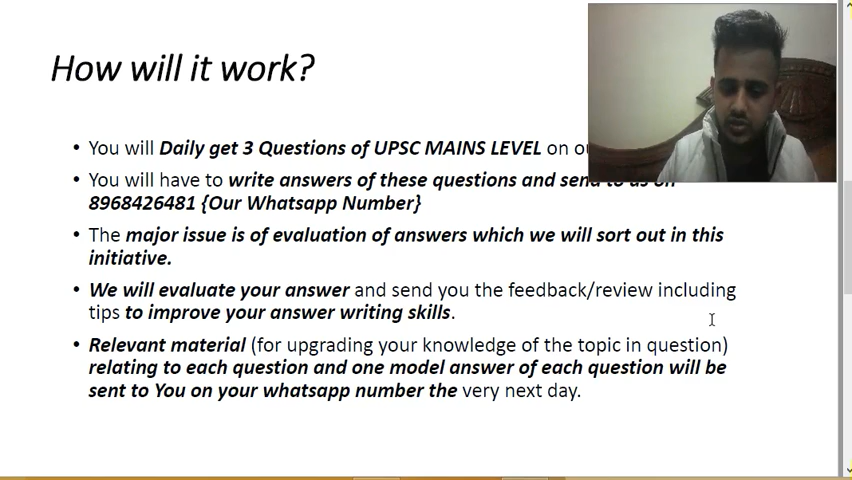 How will it work?
• You will Daily get 3 Questions of UPSC MAINS LEVEL on
• You will have to write answers of these questions and send to us on
8968426481 {Our Whatsapp Number}
• The major issue is of evaluation of answers which we will sort out in this
initiative.
• We will evaluate your answer and send you the feedback/review including
tips to improve your answer writing skills.
• Relevant material (for upgrading your knowledge of the topic in question)
relating to each question and one model answer of each question will be
sent to You on your whatsapp number the very next day.